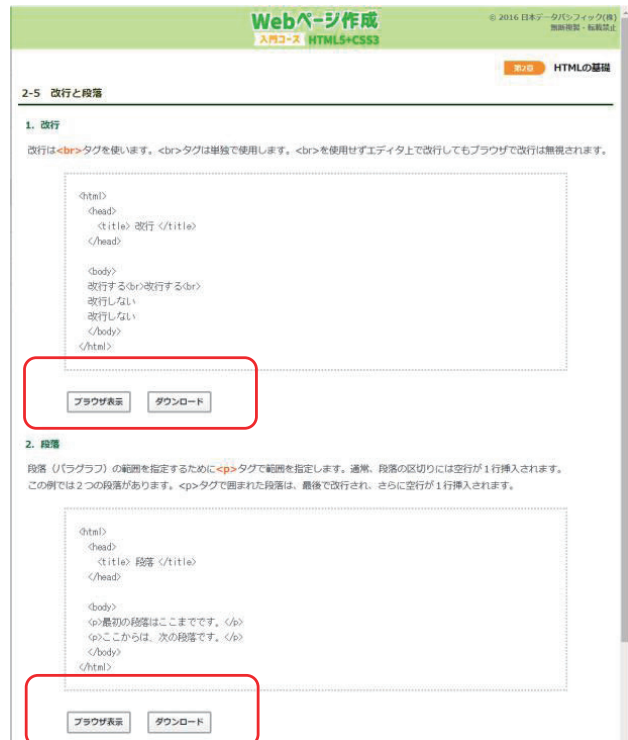 Webページ作成
入門コース HTML5+CSS3
© 2016 日本データパシフィック(株)
無断複製・転載禁止
第2回 HTMLの基礎
2-5 改行と段落
1. 改行
改行は<br>タグを使います。<br>タグは単独で使用します。<br>を使用せずエディタ上で改行してもブラウザで改行は無視されます。
<html>
<head>
<title> 改行 </title>
</head>
<body>
改行する<br>改行する<br>
改行しない
改行しない
</body>
</html>
ブラウザ表示 ダウンロード
2. 段落
段落（パラグラフ）の範囲を指定するために<p>タグで範囲を指定します。通常、段落の区切りには空行が１行挿入されます。
この例では２つの段落があります。<p>タグで囲まれた段落は、最後で改行され、さらに空行が１行挿入されます。
<html>
<head>
<title> 段落 </title>
</head>
<body>
<p>最初の段落はここまでです。</p>
<p>ここからは、次の段落です。</p>
</body>
</html>
ブラウザ表示 ダウンロード